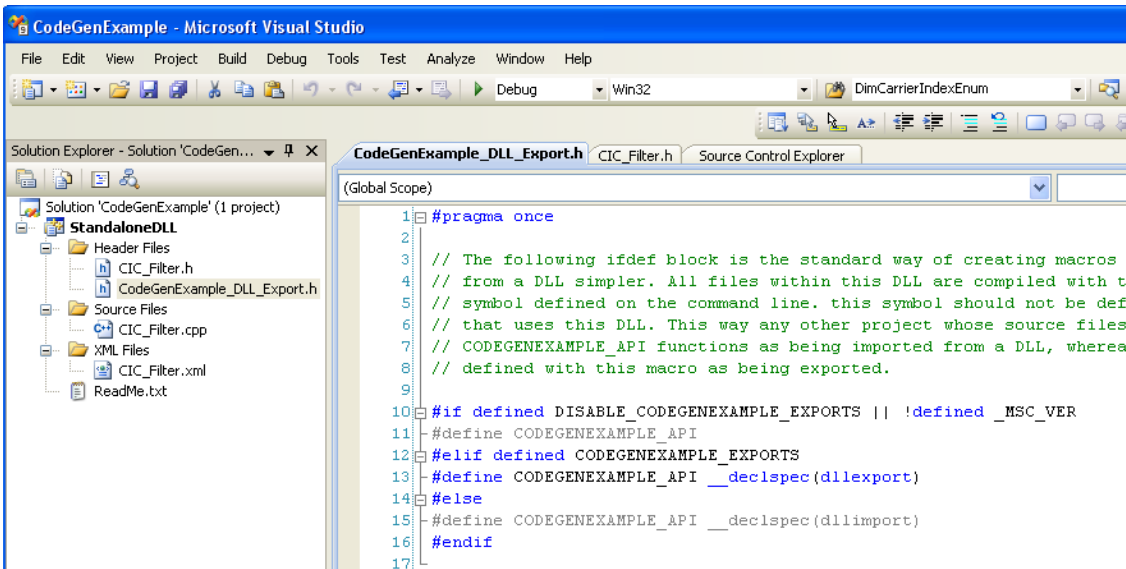 CodeGenExample - Microsoft Visual Studio
File Edit View Project Build Debug Tools Test Analyze Window Help
Debug Win32 DimCarrierIndexEnum
Solution Explorer - Solution 'CodeGen...
CodeGenExample_DLL_Export.h CIC_Filter.h Source Control Explorer
(Global Scope)
Solution 'CodeGenExample' (1 project)
StandaloneDLL
Header Files
CIC_Filter.h
CodeGenExample_DLL_Export.h
Source Files
CIC_Filter.cpp
XML Files
CIC_Filter.xml
ReadMe.txt
1 #pragma once
2
3 // The following ifdef block is the standard way of creating macros
4 // from a DLL simpler. All files within this DLL are compiled with t
5 // symbol defined on the command line. this symbol should not be def
6 // that uses this DLL. This way any other project whose source files
7 // CODEGENEXAMPLE_API functions as being imported from a DLL, wherea
8 // defined with this macro as being exported.
9
10 #if defined DISABLE_CODEGENEXAMPLE_EXPORTS || !defined _MSC_VER
11 #define CODEGENEXAMPLE_API
12 #elif defined CODEGENEXAMPLE_EXPORTS
13 #define CODEGENEXAMPLE_API __declspec(dllexport)
14 #else
15 #define CODEGENEXAMPLE_API __declspec(dllimport)
16 #endif
17